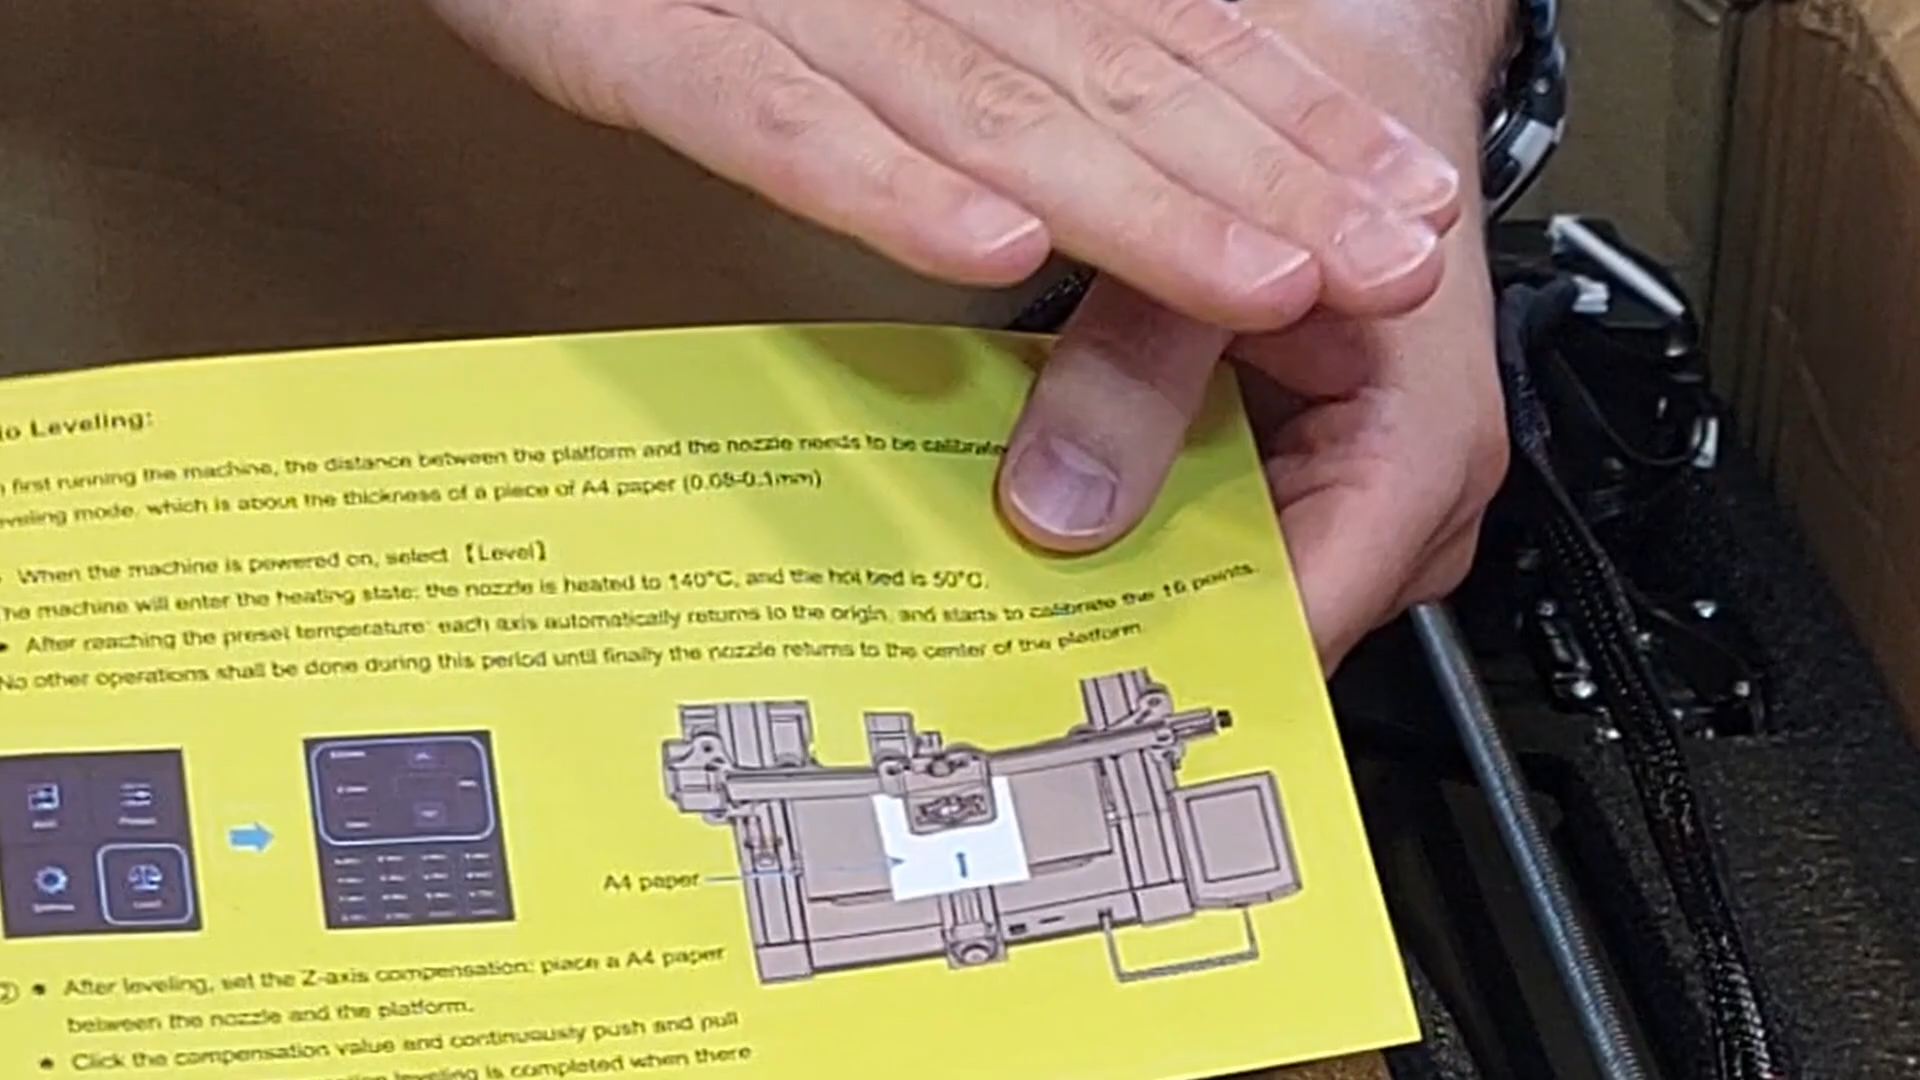 Leveling:
first running the machine, the distance between the platform and the nozzle needs to be
mode, which is about the thickness of a piece of A4 paper (0.08-0.1mm)
When the machine is powered on, select 【Level】
The machine will enter the heating state: the nozzle is heated to 140°C, and the hot bed is 50°C.
• After reaching the preset temperature: each axis automatically returns to the origin, and starts to calibrate the 16 points.
No other operations shall be done during this period until finally the nozzle returns to the center of the platform.
A4 paper
② • After leveling, set the Z-axis compensation: place a A4 paper
between the nozzle and the platform.
• Click the compensation value and continuously push and pull
leveling is completed when there